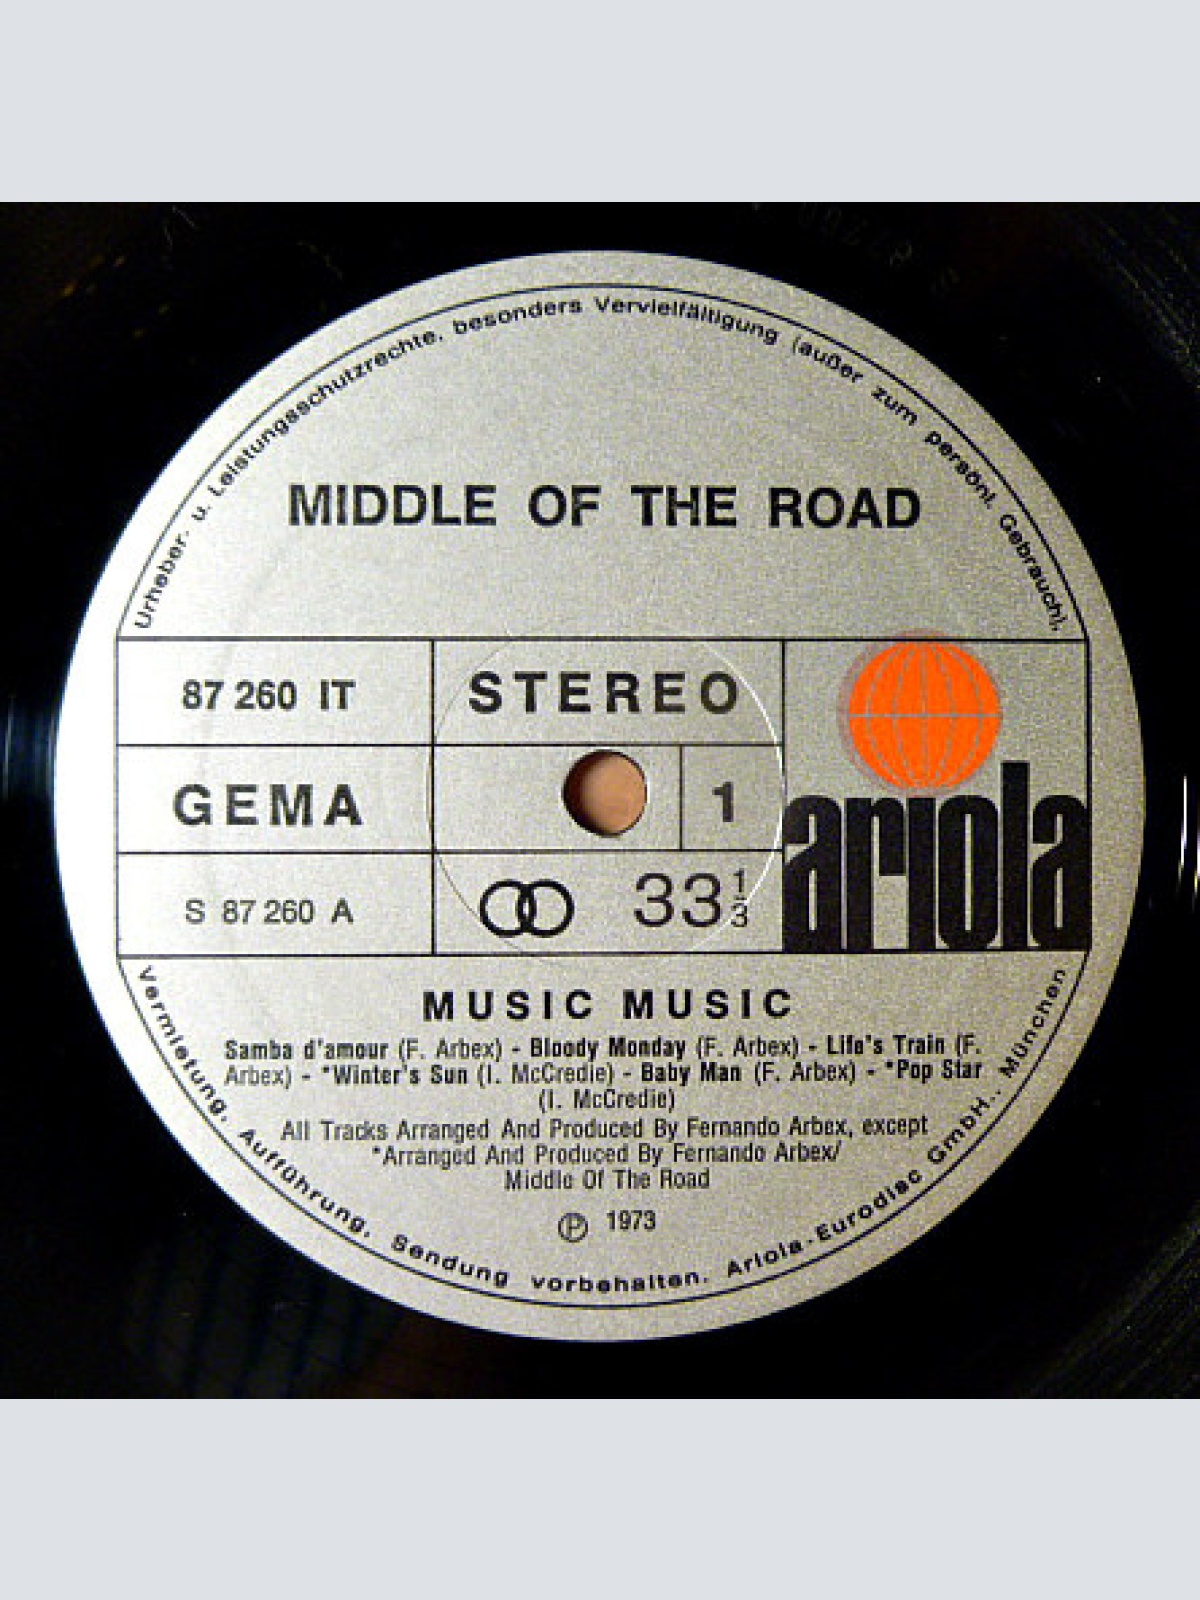 Urheber- u. Leistungsschutzrechte, besonders Vervielfältigung (außer zum persönl. Gebrauch),
MIDDLE OF THE ROAD
87 260 IT
STEREO
GEMA
1
ariola
S 87 260 A
33 1/3
MUSIC MUSIC
Samba d'amour (F. Arbex) - Bloody Monday (F. Arbex) - Life's Train (F.
Arbex) - *Winter's Sun (I. McCredie) - Baby Man (F. Arbex) - *Pop Star
(I. McCredie)
All Tracks Arranged And Produced By Fernando Arbex, except
*Arranged And Produced By Fernando Arbex/
Middle Of The Road
℗ 1973
Vermietung, Aufführung, Sendung vorbehalten. Ariola-Eurodisc GmbH., München